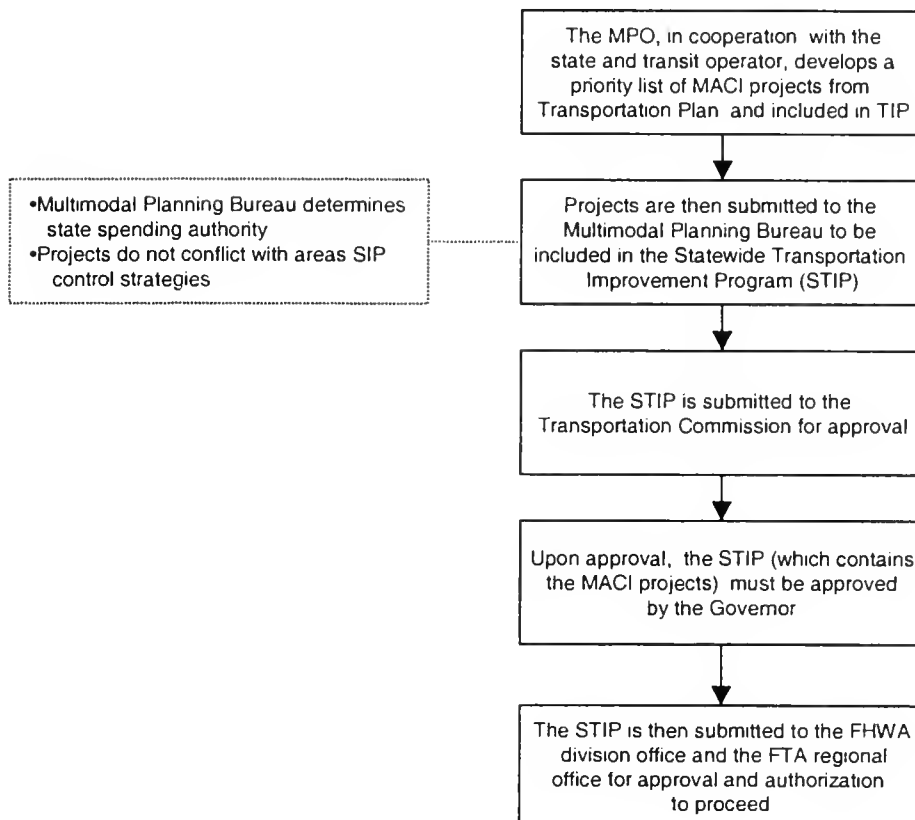 The MPO, in cooperation with the
state and transit operator, develops a
priority list of MACI projects from
Transportation Plan and included in TIP
•Multimodal Planning Bureau determines
state spending authority
•Projects do not conflict with areas SIP
control strategies
Projects are then submitted to the
Multimodal Planning Bureau to be
included in the Statewide Transportation
Improvement Program (STIP)
The STIP is submitted to the
Transportation Commission for approval
Upon approval, the STIP (which contains
the MACI projects) must be approved
by the Governor
The STIP is then submitted to the FHWA
division office and the FTA regional
office for approval and authorization
to proceed